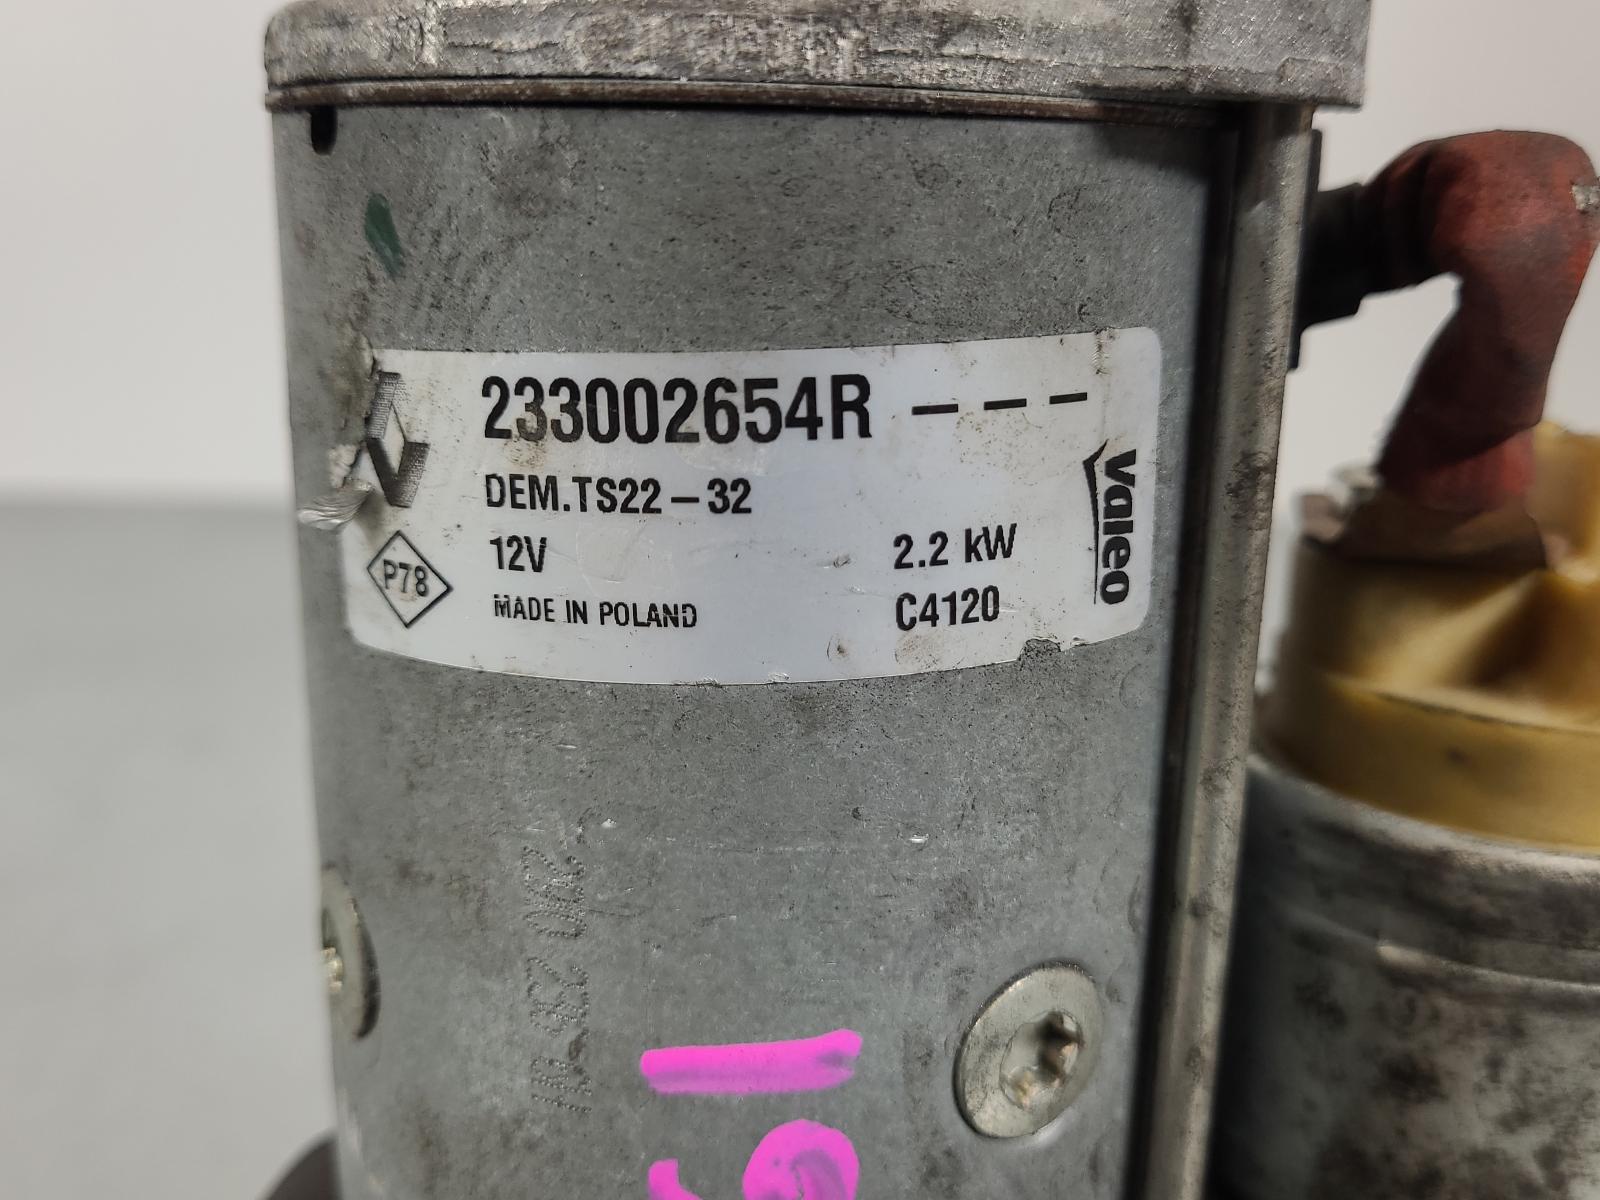 233002654R – – –
DEM.TS22–32
12V 2.2 kW
P78
MADE IN POLAND C4120
Valeo